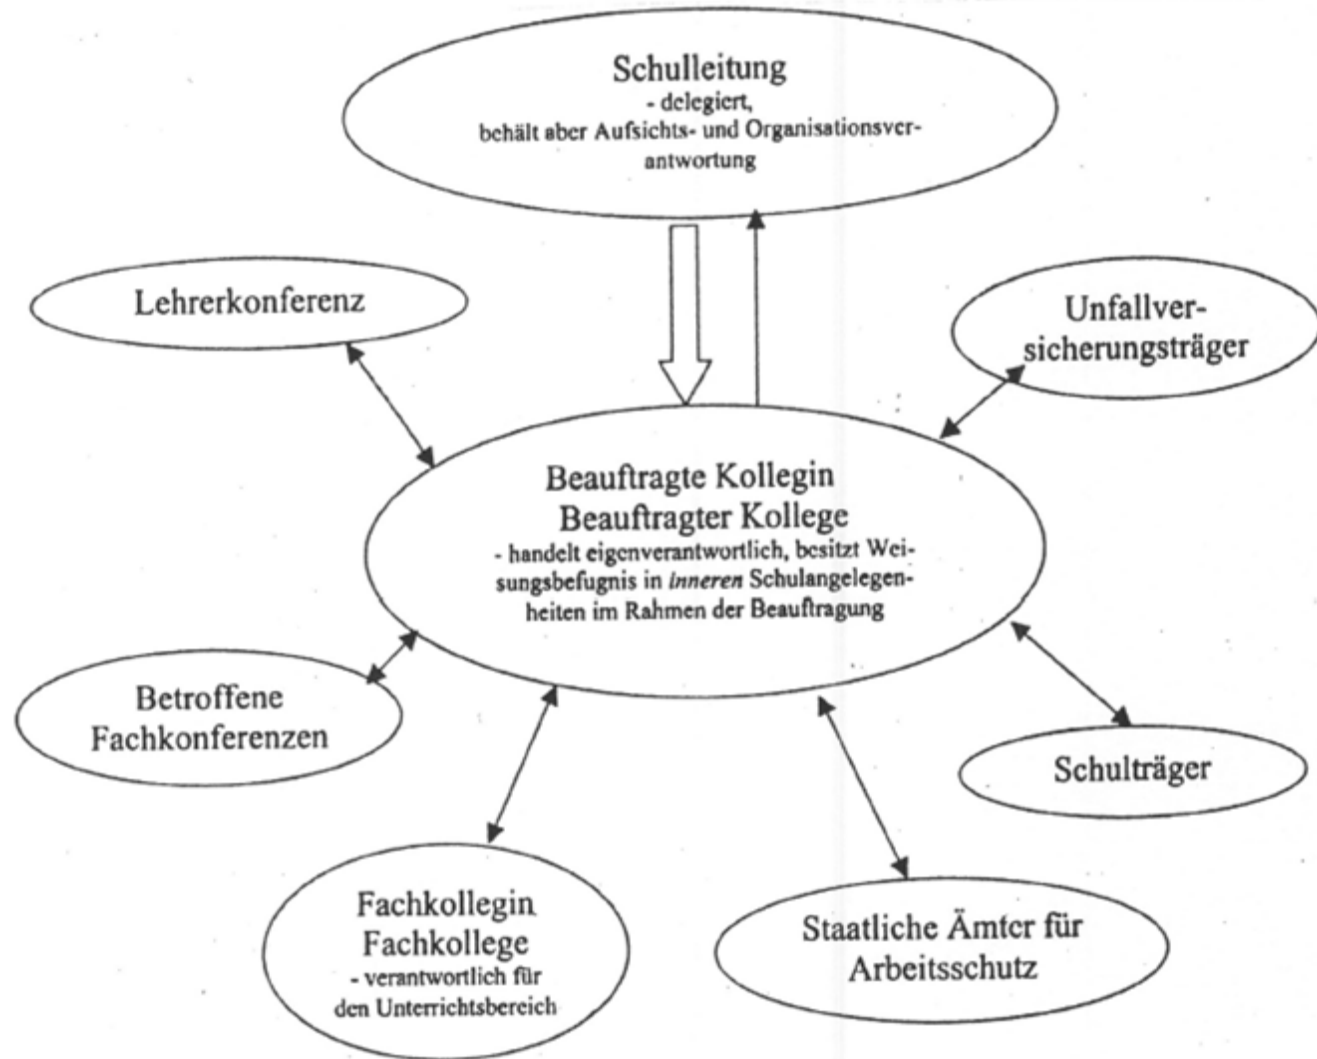 Schulleitung
- delegiert,
behält aber Aufsichts- und Organisationsver-
antwortung
Lehrerkonferenz
Unfallver-
sicherungsträger
Beauftragte Kollegin
Beauftragter Kollege
- handelt eigenverantwortlich, besitzt Wei-
sungsbefugnis in inneren Schulangelegen-
heiten im Rahmen der Beauftragung
Betroffene
Fachkonferenzen
Schulträger
Fachkollegin
Fachkollege
- verantwortlich für
den Unterrichtsbereich
Staatliche Ämter für
Arbeitsschutz